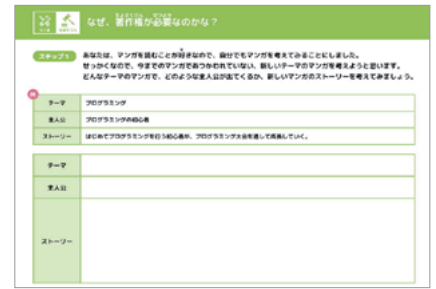 なぜ、著作権が必要なのかな？
ちょさくけん ひつよう
ステップ1
あなたは、マンガを読むことが好きなので、自分でもマンガを考えてみることにしました。
せっかくなので、今までのマンガであつかわれていない、新しいテーマのマンガを考えようと思います。
どんなテーマのマンガで、どのような主人公が出てくるか、新しいマンガのストーリーを考えてみましょう。
例
テーマ プログラミング
主人公 プログラミングの初心者
ストーリー はじめてプログラミングを行う初心者が、プログラミング大会を通して成長していく。
テーマ
主人公
ストーリー